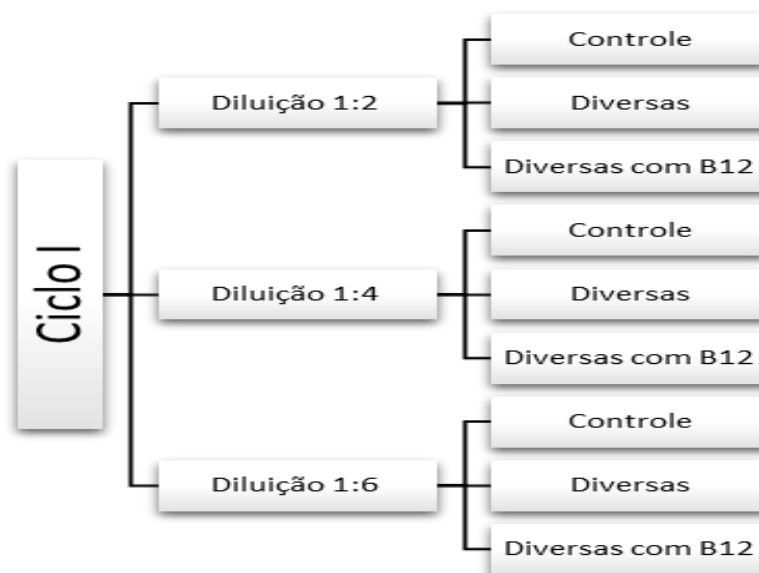 Ciclo I
Diluição 1:2
Controle
Diversas
Diversas com B12
Diluição 1:4
Controle
Diversas
Diversas com B12
Diluição 1:6
Controle
Diversas
Diversas com B12